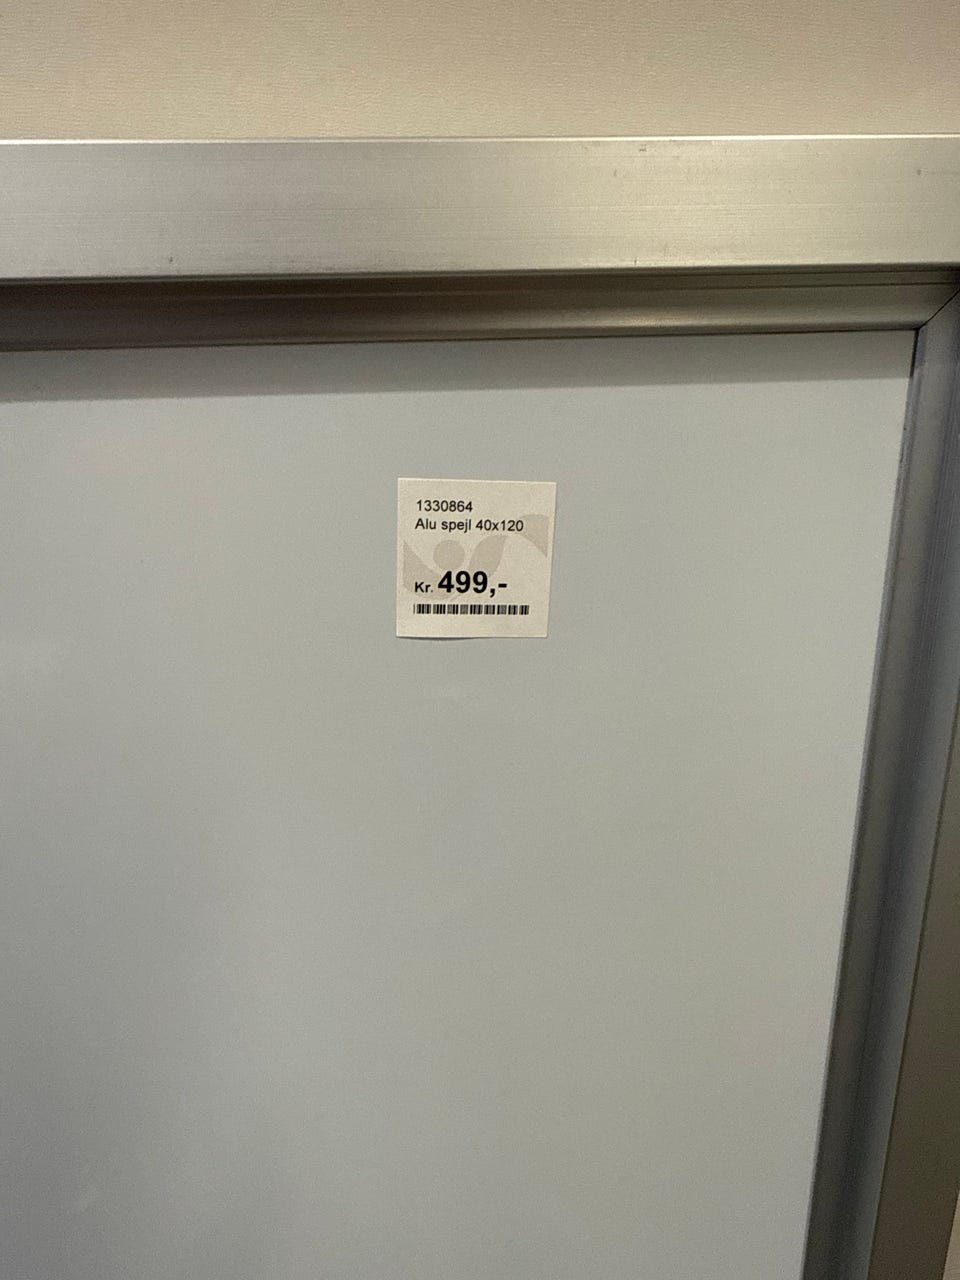 1330864
Alu spejl 40x120
Kr. 499,-